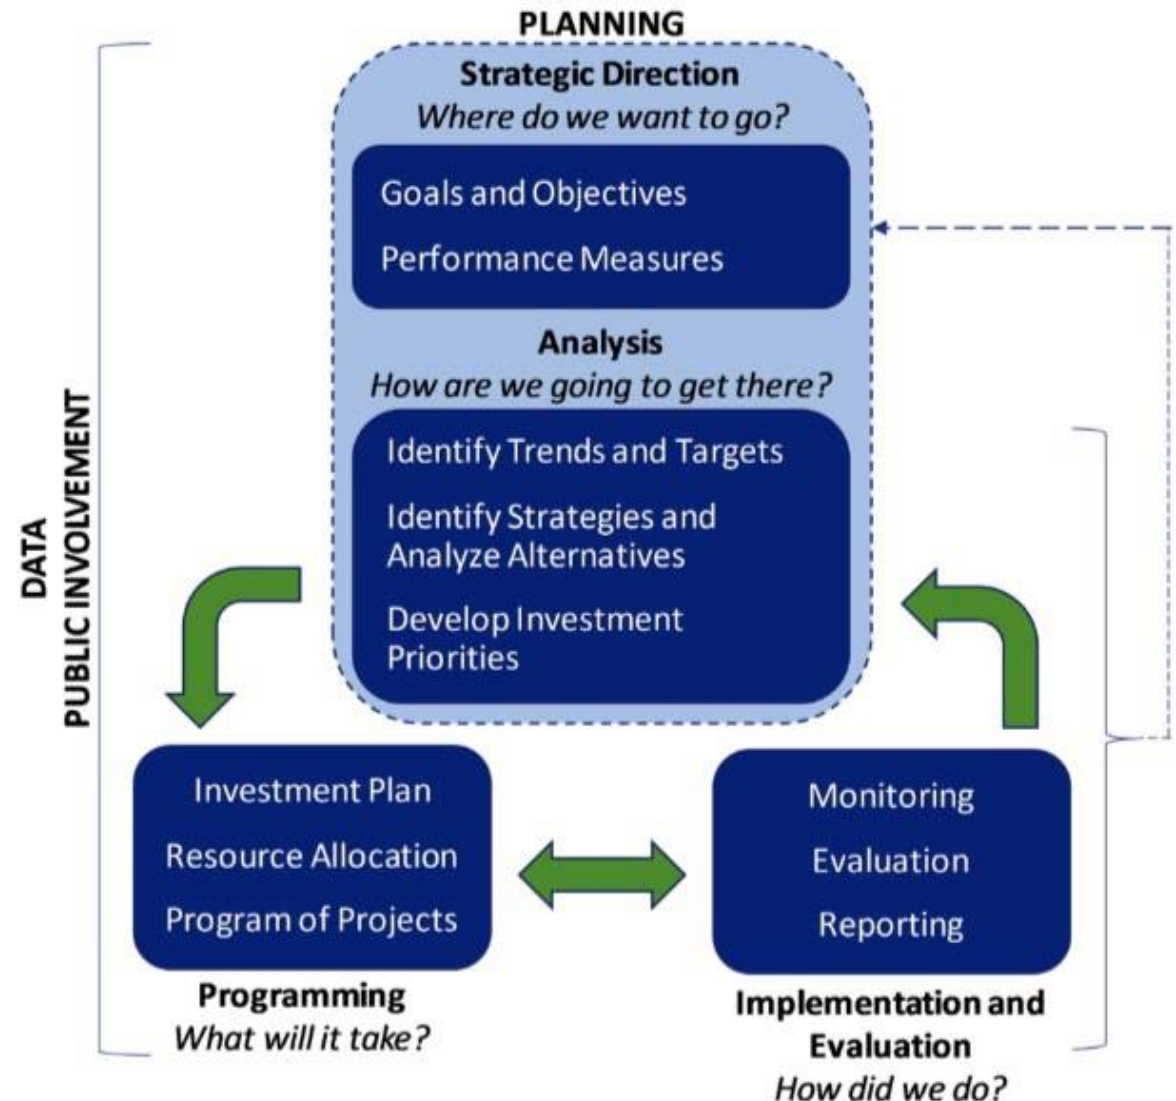 PLANNING
Strategic Direction
Where do we want to go?
Goals and Objectives
Performance Measures
Analysis
How are we going to get there?
Identify Trends and Targets
Identify Strategies and
Analyze Alternatives
Develop Investment
Priorities
DATA
PUBLIC INVOLVEMENT
Investment Plan
Resource Allocation
Program of Projects
Programming
What will it take?
Monitoring
Evaluation
Reporting
Implementation and
Evaluation
How did we do?